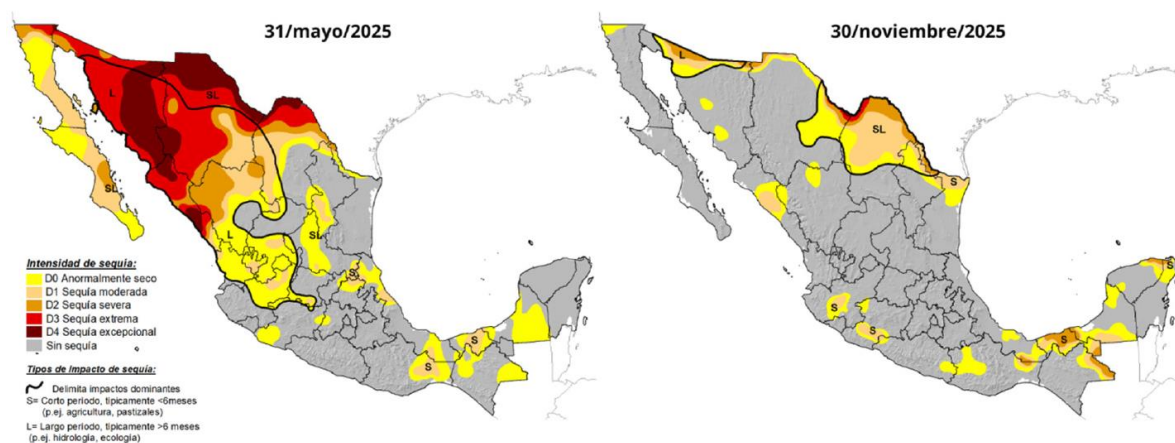 31/mayo/2025
L
SL
SL
L
SL
S
S
S
Intensidad de sequía:
D0 Anormalmente seco
D1 Sequía moderada
D2 Sequía severa
D3 Sequía extrema
D4 Sequía excepcional
Sin sequía
Tipos de impacto de sequía:
Delimita impactos dominantes
S= Corto periodo, tipicamente <6meses
(p.ej. agricultura, pastizales)
L= Largo periodo, tipicamente >6 meses
(p.ej. hidrología, ecología)
30/noviembre/2025
L
SL
S
S
S
S
S